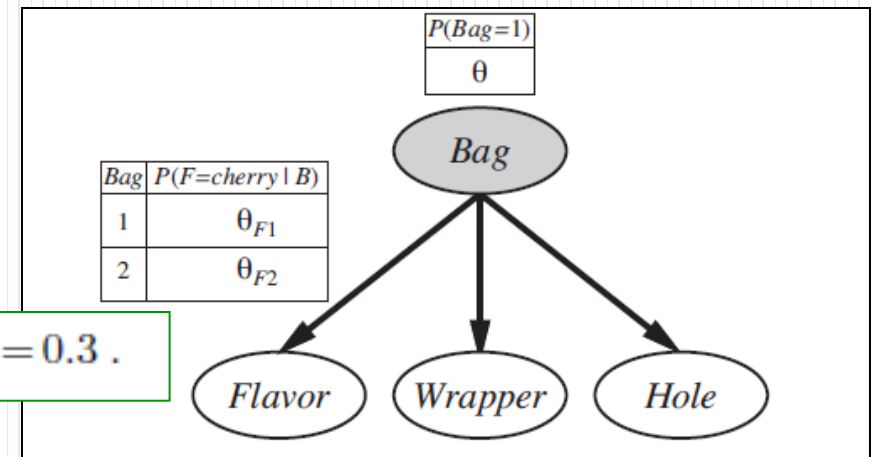 P(Bag=1)
θ
Bag
Bag P(F=cherry | B)
1 θF1
2 θF2
=0.3 .
Flavor Wrapper Hole